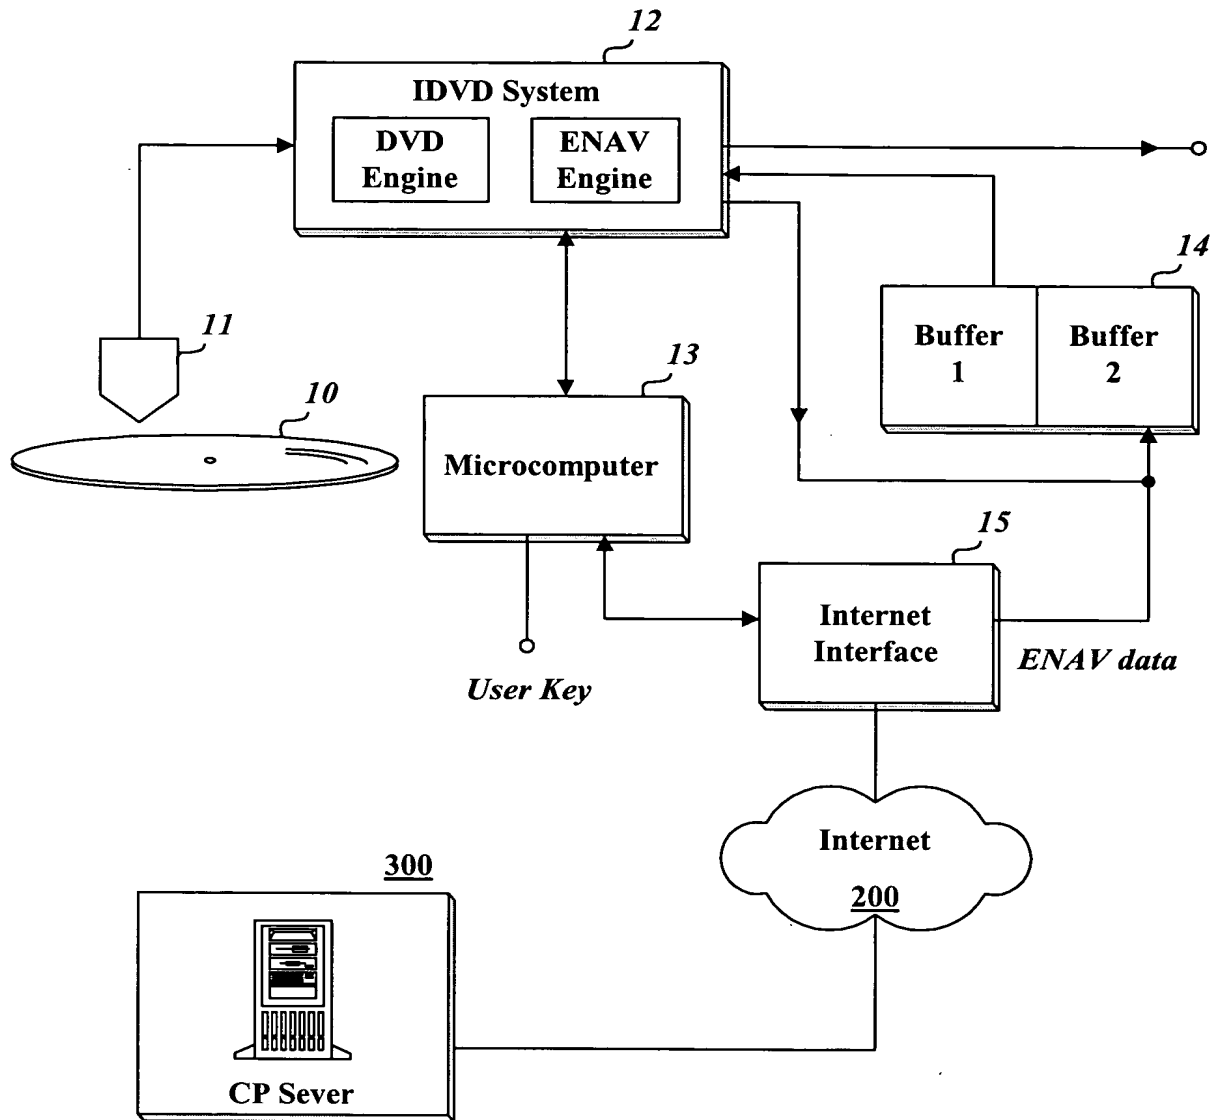 12
IDVD System
DVD
Engine
ENAV
Engine
14
Buffer
1
Buffer
2
11
10
13
Microcomputer
15
Internet
Interface
User Key
ENAV data
Internet
200
300
CP Sever